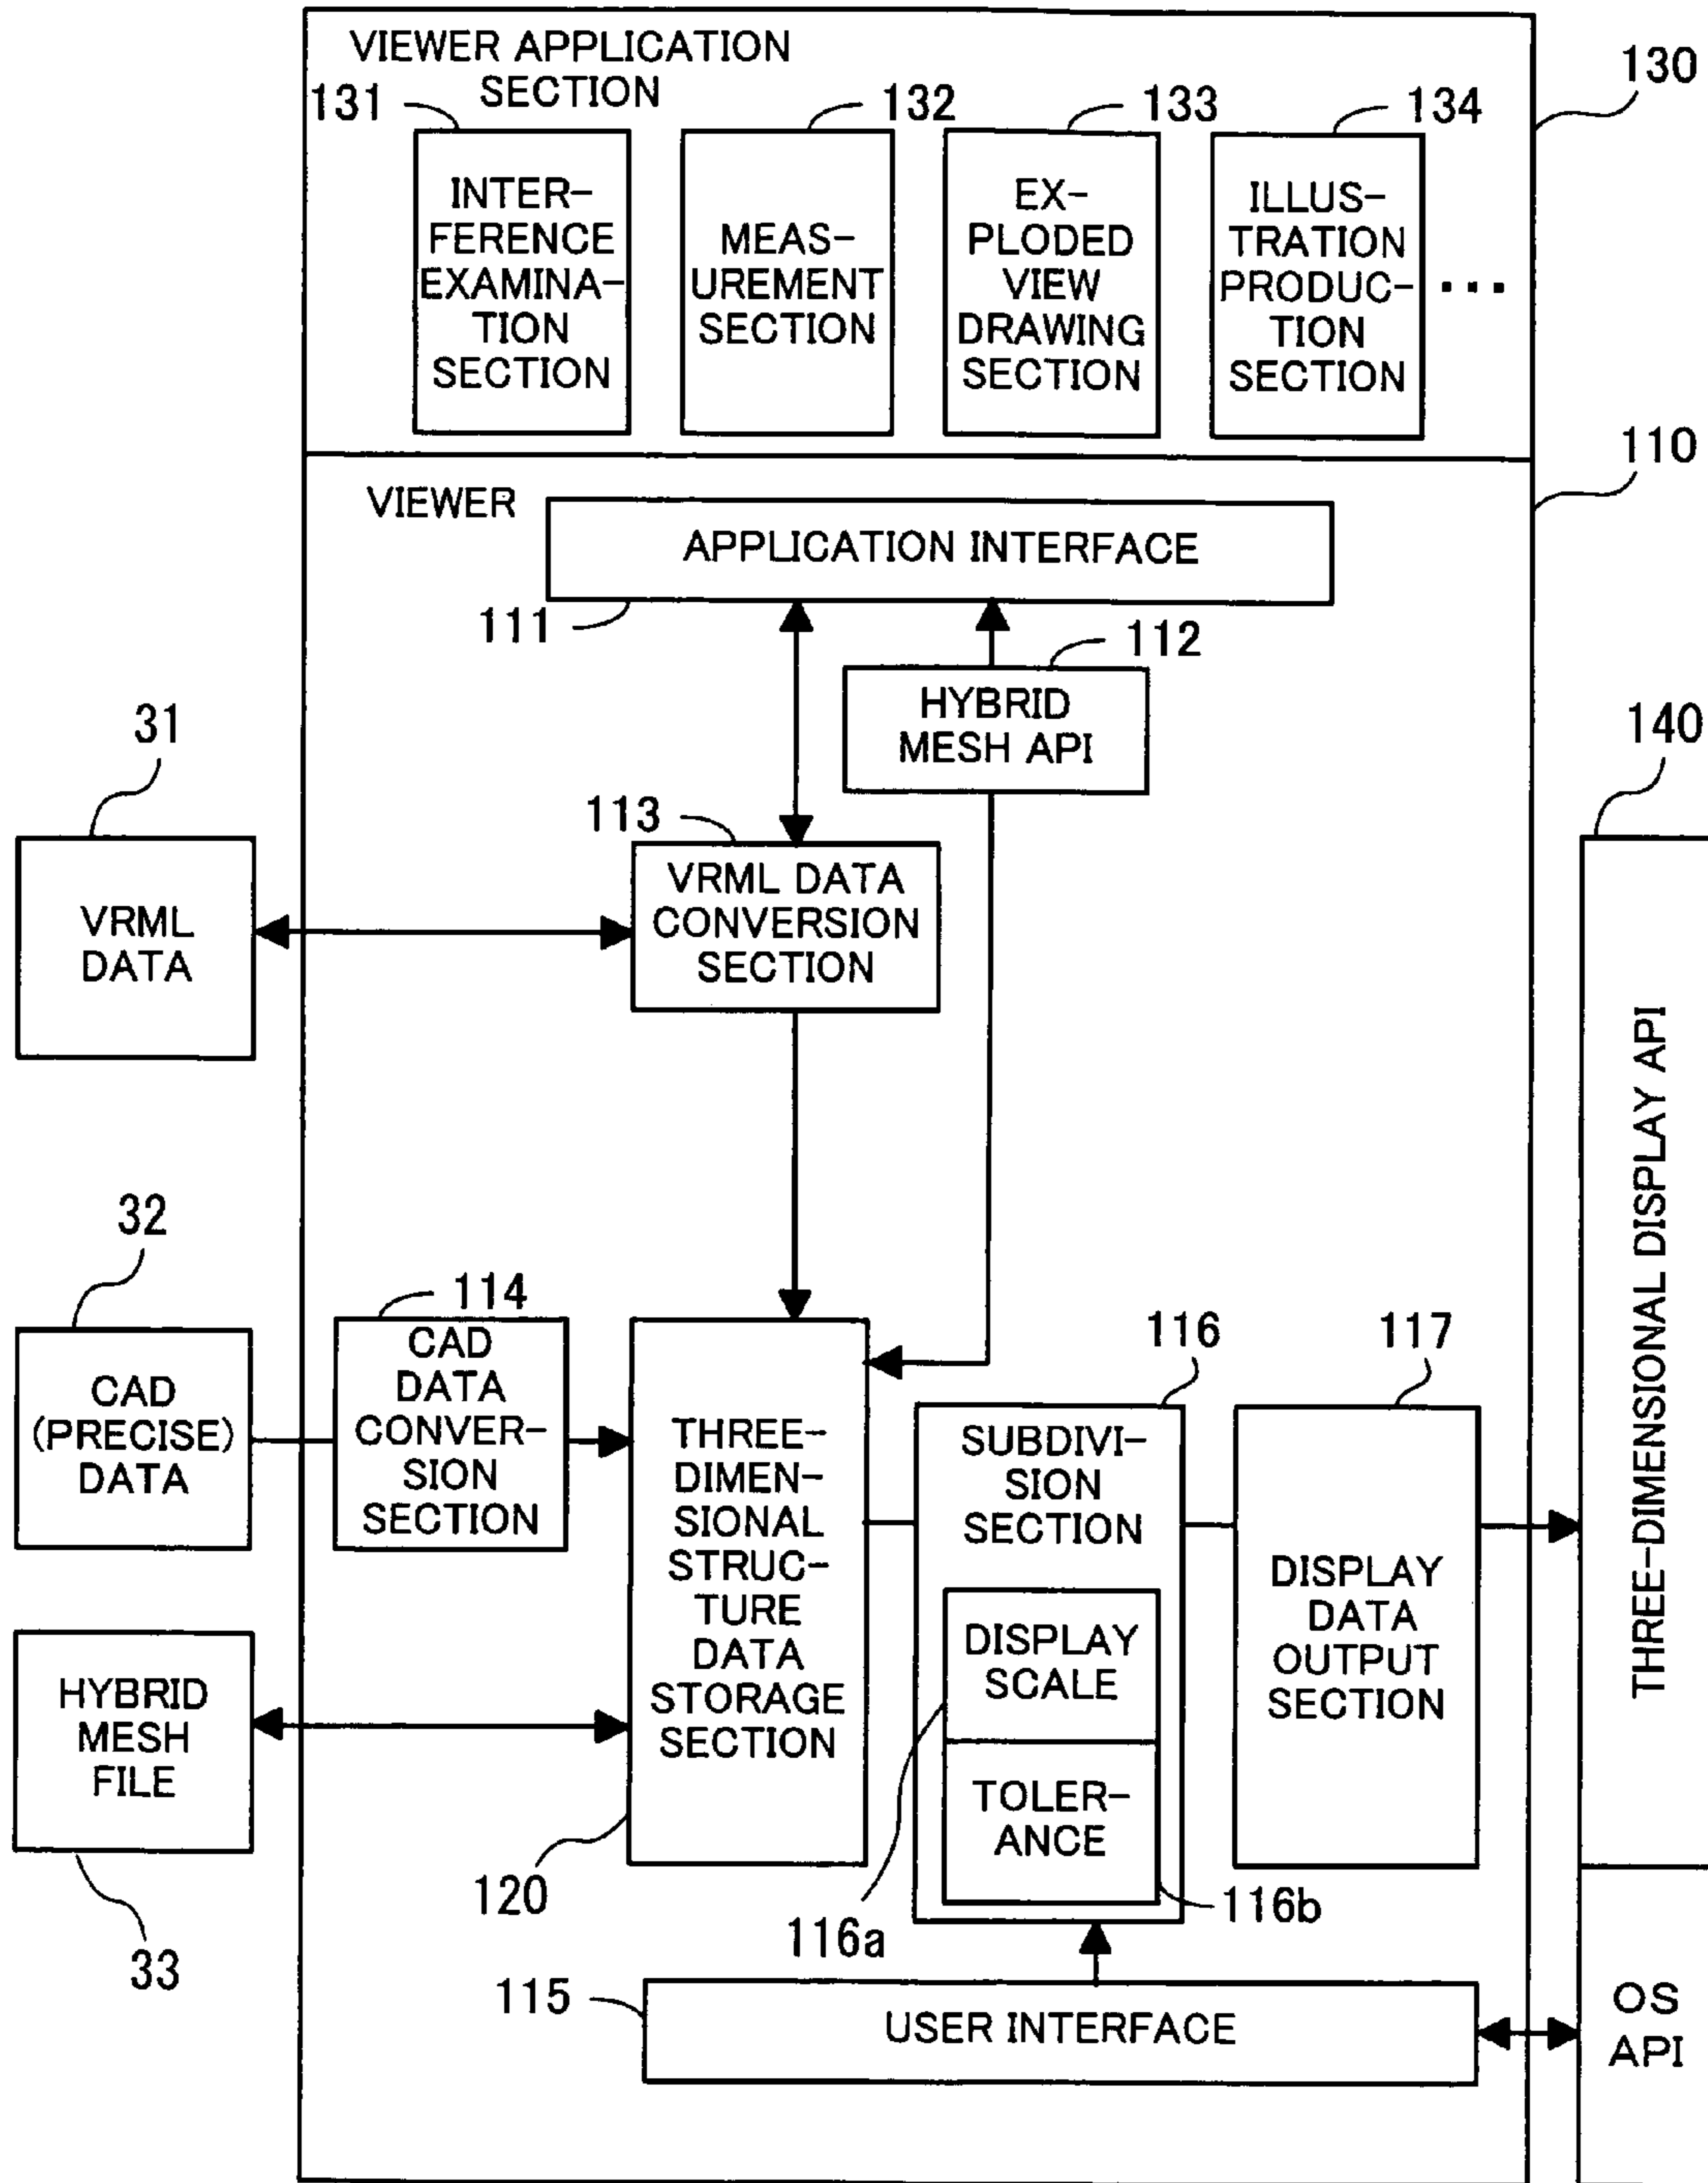 VIEWER APPLICATION
SECTION
130
131
132
133
134
INTER-
FERENCE
EXAMINA-
TION
SECTION
MEAS-
UREMENT
SECTION
EX-
PLODED
VIEW
DRAWING
SECTION
ILLUS-
TRATION
PRODUC-
TION
SECTION
...
110
VIEWER
APPLICATION INTERFACE
111
112
HYBRID
MESH API
31
140
113
VRML DATA
CONVERSION
SECTION
VRML
DATA
THREE-DIMENSIONAL DISPLAY API
32
114
CAD
DATA
CONVER-
SION
SECTION
CAD
(PRECISE)
DATA
116
117
THREE-
DIMEN-
SIONAL
STRUC-
TURE
DATA
STORAGE
SECTION
SUBDIVI-
SION
SECTION
DISPLAY
SCALE
TOLER-
ANCE
DISPLAY
DATA
OUTPUT
SECTION
HYBRID
MESH
FILE
120
116a
116b
33
115
USER INTERFACE
OS
API